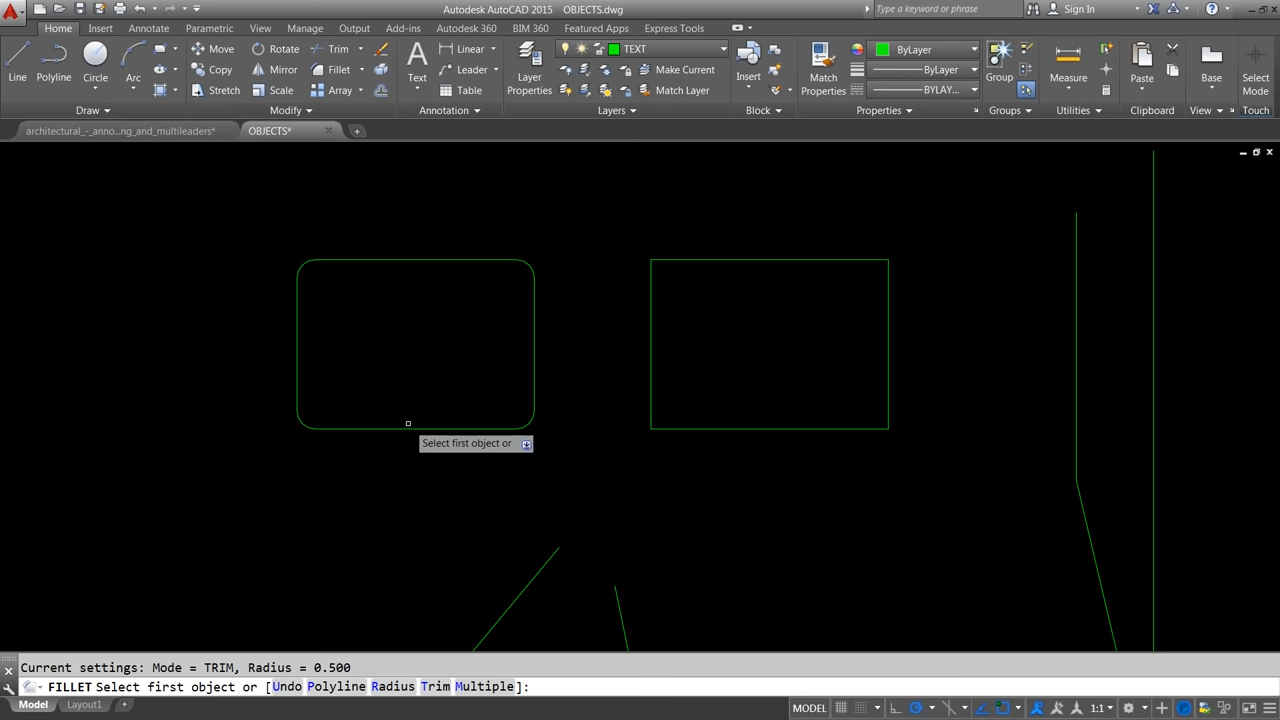 Autodesk AutoCAD 2015 OBJECTS.dwg
Type a keyword or phrase
Sign In
Home Insert Annotate Parametric View Manage Output Add-ins Autodesk 360 BIM 360 Featured Apps Express Tools
Line
Polyline
Circle
Arc
Move
Rotate
Trim
Copy
Mirror
Fillet
Stretch
Scale
Array
Text
Linear
Leader
Table
Layer
Properties
TEXT
Make Current
Match Layer
Insert
Match
Properties
ByLayer
ByLayer
BYLAY...
Group
Measure
Paste
Base
Select
Mode
Draw Modify Annotation Layers Block Properties Groups Utilities Clipboard View Touch
architectural_-_anno...ng_and_multileaders* OBJECTS*
Select first object or
Current settings: Mode = TRIM, Radius = 0.500
FILLET Select first object or [Undo Polyline Radius Trim Multiple]:
Model Layout1
MODEL
1:1